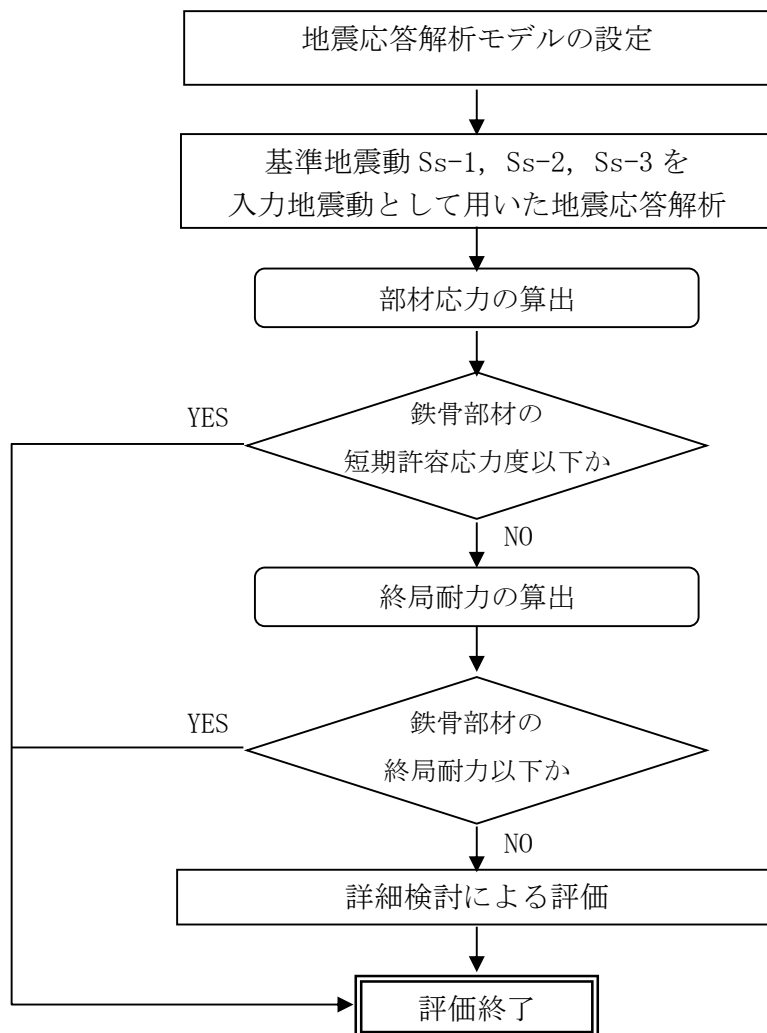 地震応答解析モデルの設定
基準地震動 Ss-1, Ss-2, Ss-3 を
入力地震動として用いた地震応答解析
部材応力の算出
YES
鉄骨部材の
短期許容応力度以下か
NO
終局耐力の算出
YES
鉄骨部材の
終局耐力以下か
NO
詳細検討による評価
評価終了